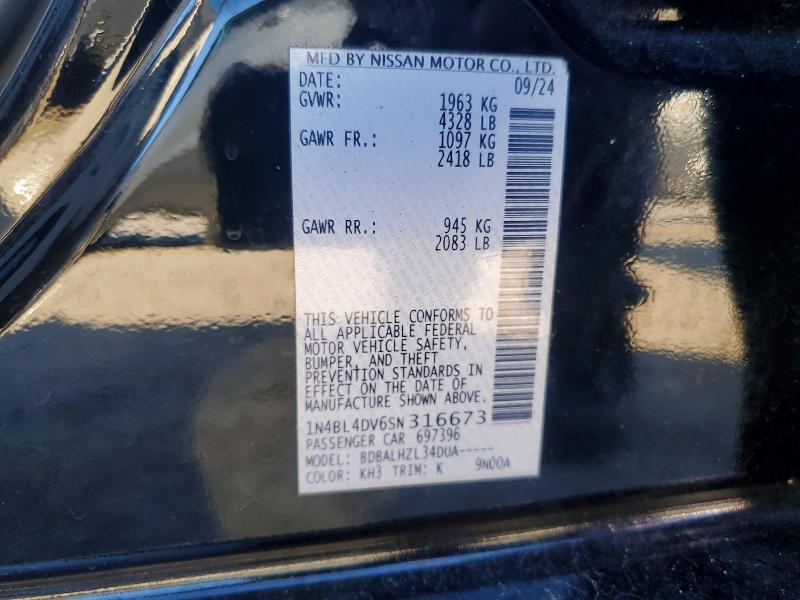 MFD BY NISSAN MOTOR CO., LTD.
DATE: 09/24
GVWR: 1963 KG
4328 LB
GAWR FR.: 1097 KG
2418 LB
GAWR RR.: 945 KG
2083 LB
THIS VEHICLE CONFORMS TO
ALL APPLICABLE FEDERAL
MOTOR VEHICLE SAFETY,
BUMPER, AND THEFT
PREVENTION STANDARDS IN
EFFECT ON THE DATE OF
MANUFACTURE SHOWN ABOVE.
1N4BL4DV6SN316673
PASSENGER CAR 697396
MODEL: BDBALHZL34DUA-----
COLOR: KH3 TRIM: K 9N00A